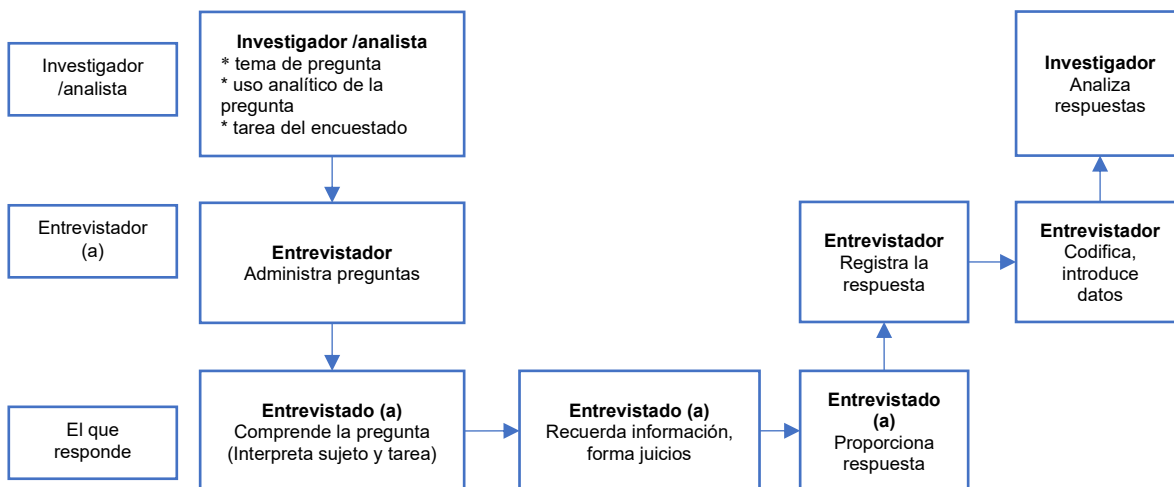 Investigador
/analista
Investigador /analista
* tema de pregunta
* uso analítico de la
pregunta
* tarea del encuestado
Investigador
Analiza
respuestas
Entrevistador
(a)
Entrevistador
Administra preguntas
Entrevistador
Registra la
respuesta
Entrevistador
Codifica,
introduce
datos
El que
responde
Entrevistado (a)
Comprende la pregunta
(Interpreta sujeto y tarea)
Entrevistado (a)
Recuerda información,
forma juicios
Entrevistado
(a)
Proporciona
respuesta